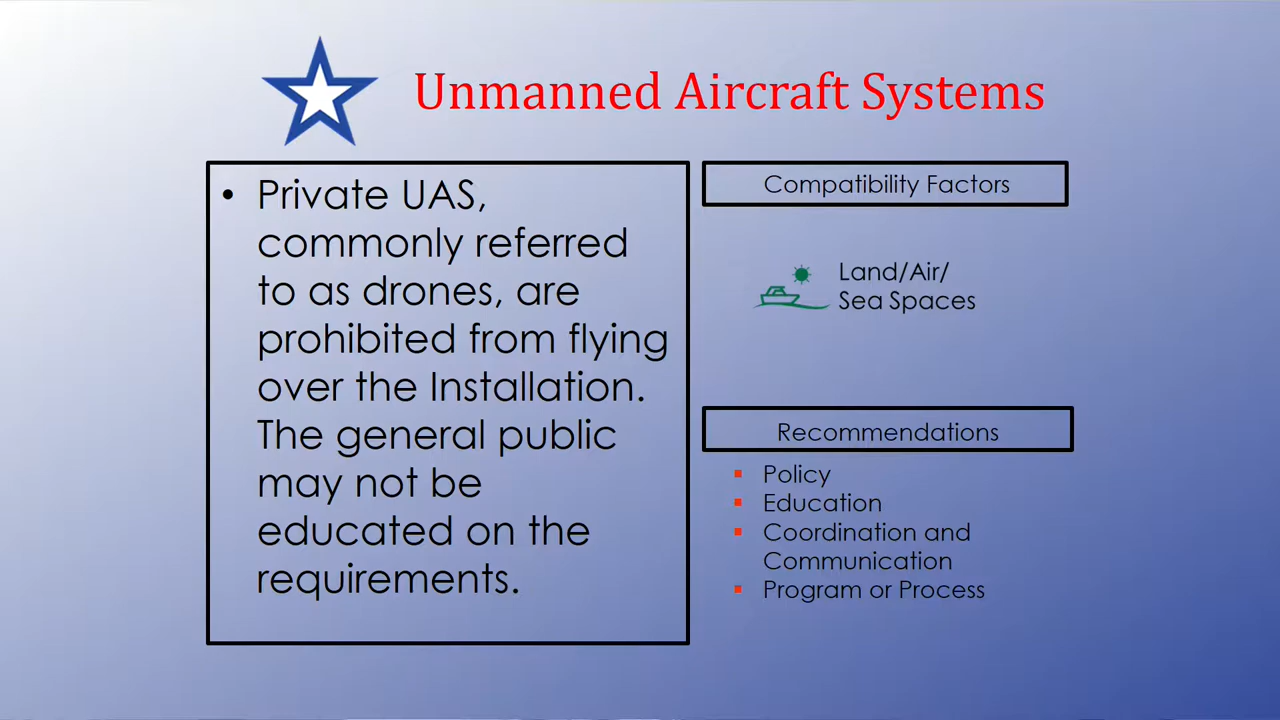 Unmanned Aircraft Systems
• Private UAS,
commonly referred
to as drones, are
prohibited from flying
over the Installation.
The general public
may not be
educated on the
requirements.
Compatibility Factors
Land/Air/
Sea Spaces
Recommendations
▪ Policy
▪ Education
▪ Coordination and
Communication
▪ Program or Process